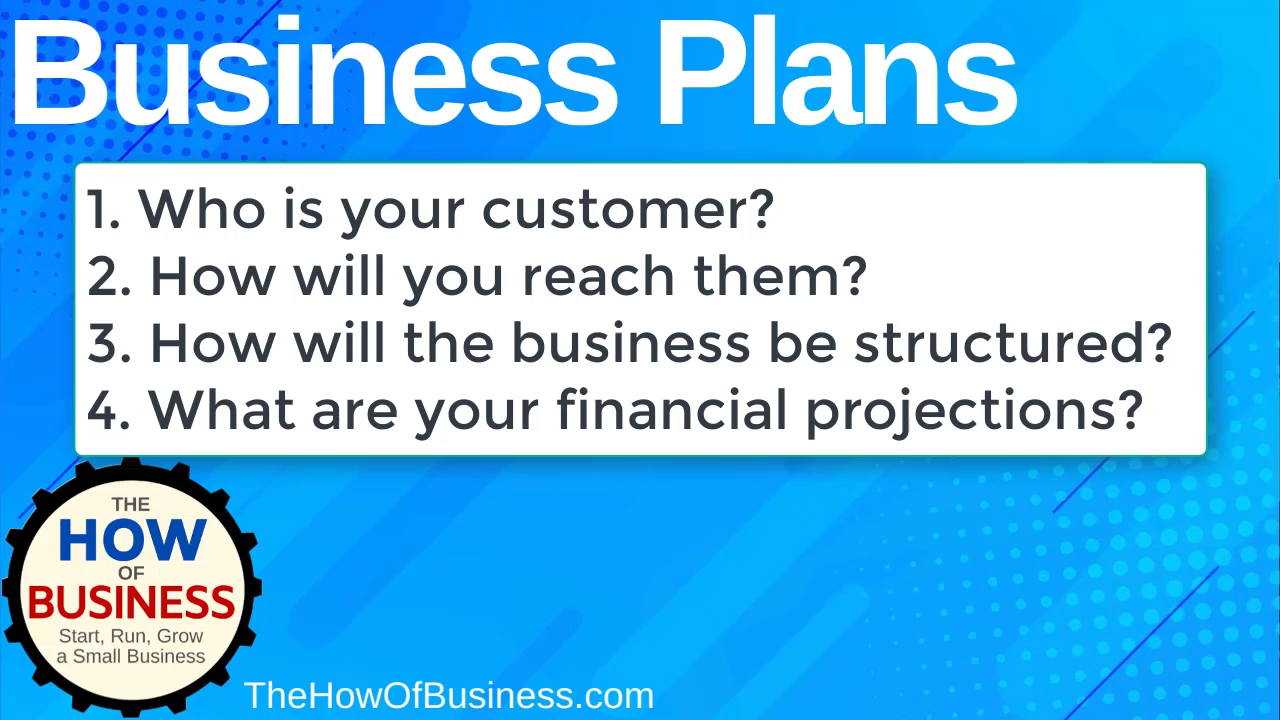 Business Plans
1. Who is your customer?
2. How will you reach them?
3. How will the business be structured?
4. What are your financial projections?
THE
HOW
OF
BUSINESS
Start, Run, Grow
a Small Business
TheHowOfBusiness.com